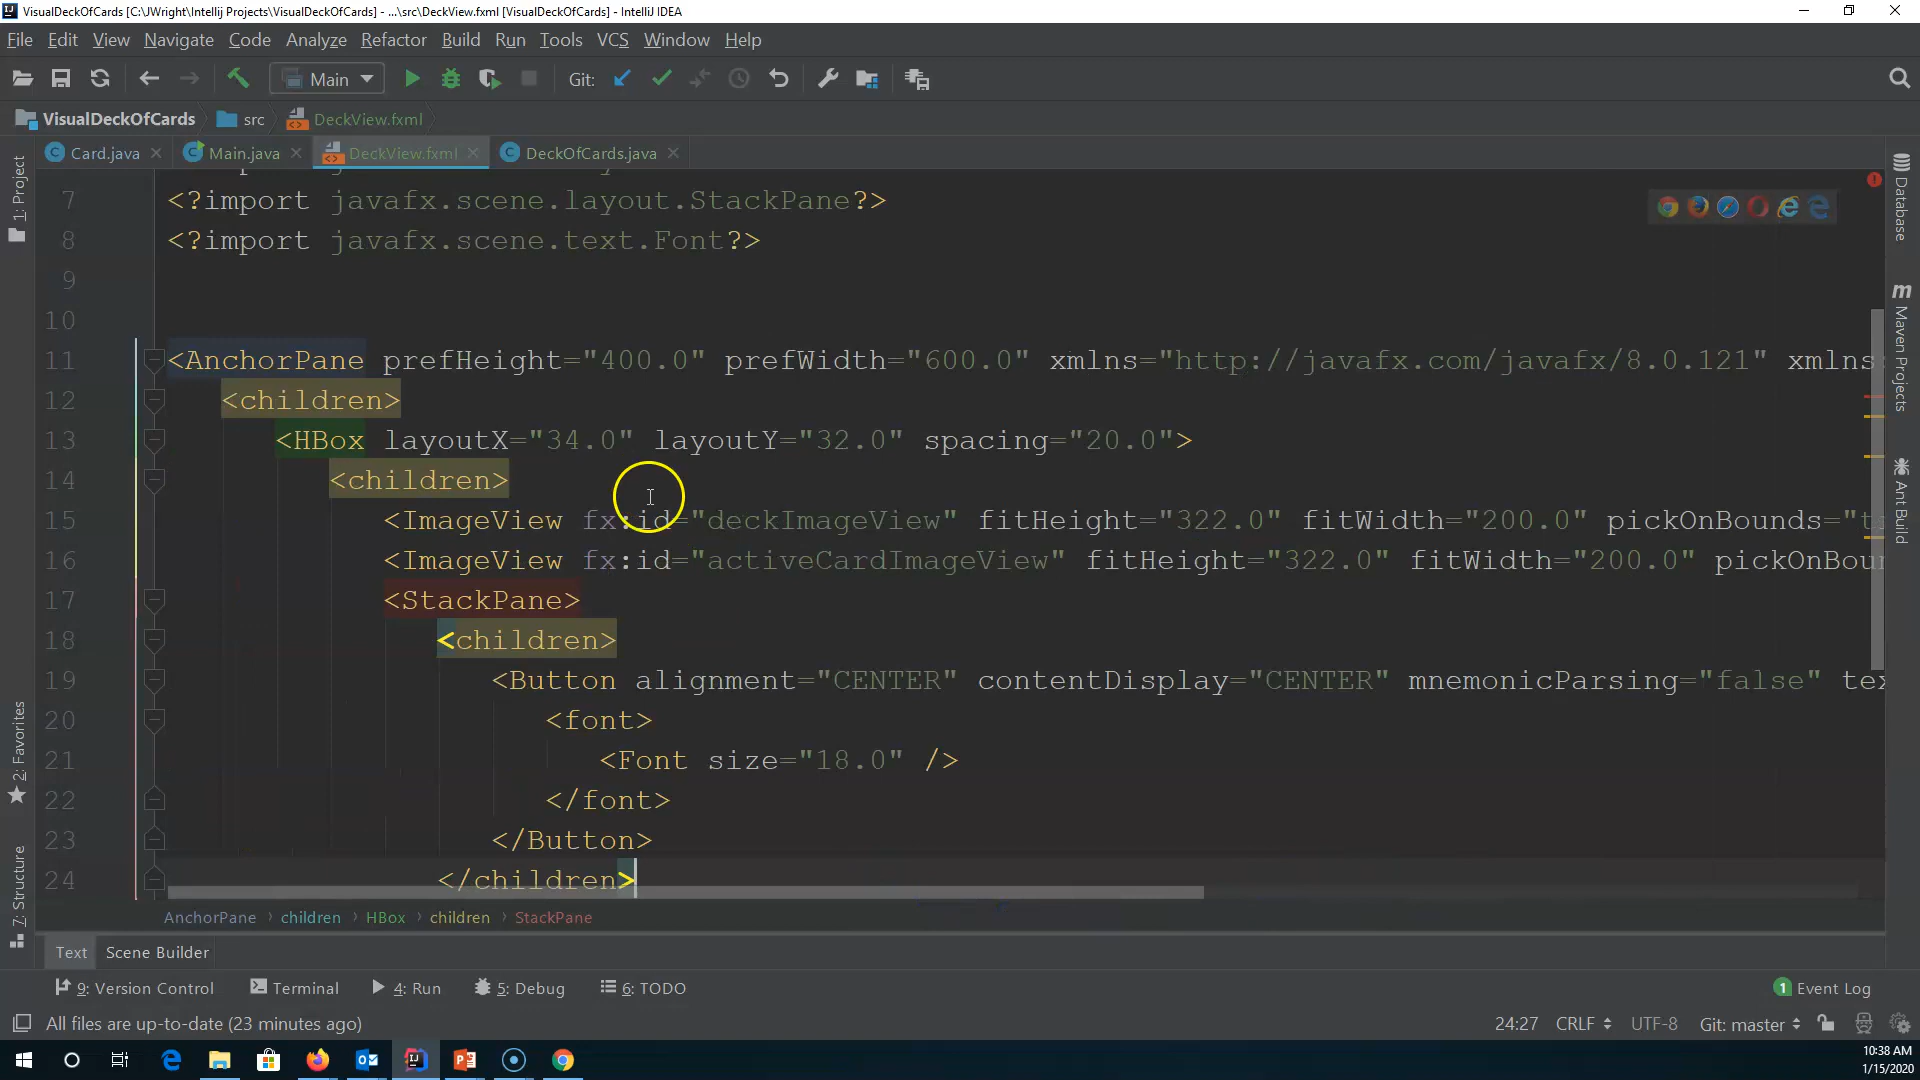 VisualDeckOfCards [C:\JWright\Intellij Projects\VisualDeckOfCards] - ...\src\DeckView.fxml [VisualDeckOfCards] - IntelliJ IDEA
File Edit View Navigate Code Analyze Refactor Build Run Tools VCS Window Help
Main Git:
VisualDeckOfCards src DeckView.fxml
Card.java Main.java DeckView.fxml DeckOfCards.java
1: Project
2: Favorites
7: Structure
Database
m Maven Projects
Ant Build
7 <?import javafx.scene.layout.StackPane?>
8 <?import javafx.scene.text.Font?>
9
10
11 <AnchorPane prefHeight="400.0" prefWidth="600.0" xmlns="http://javafx.com/javafx/8.0.121" xmlns
12 <children>
13 <HBox layoutX="34.0" layoutY="32.0" spacing="20.0">
14 <children>
15 <ImageView fx:id="deckImageView" fitHeight="322.0" fitWidth="200.0" pickOnBounds="t
16 <ImageView fx:id="activeCardImageView" fitHeight="322.0" fitWidth="200.0" pickOnBou
17 <StackPane>
18 <children>
19 <Button alignment="CENTER" contentDisplay="CENTER" mnemonicParsing="false" tex
20 <font>
21 <Font size="18.0" />
22 </font>
23 </Button>
24 </children>
AnchorPane › children › HBox › children › StackPane
Text Scene Builder
9: Version Control Terminal 4: Run 5: Debug 6: TODO 1 Event Log
All files are up-to-date (23 minutes ago) 24:27 CRLF UTF-8 Git: master
10:38 AM
1/15/2020